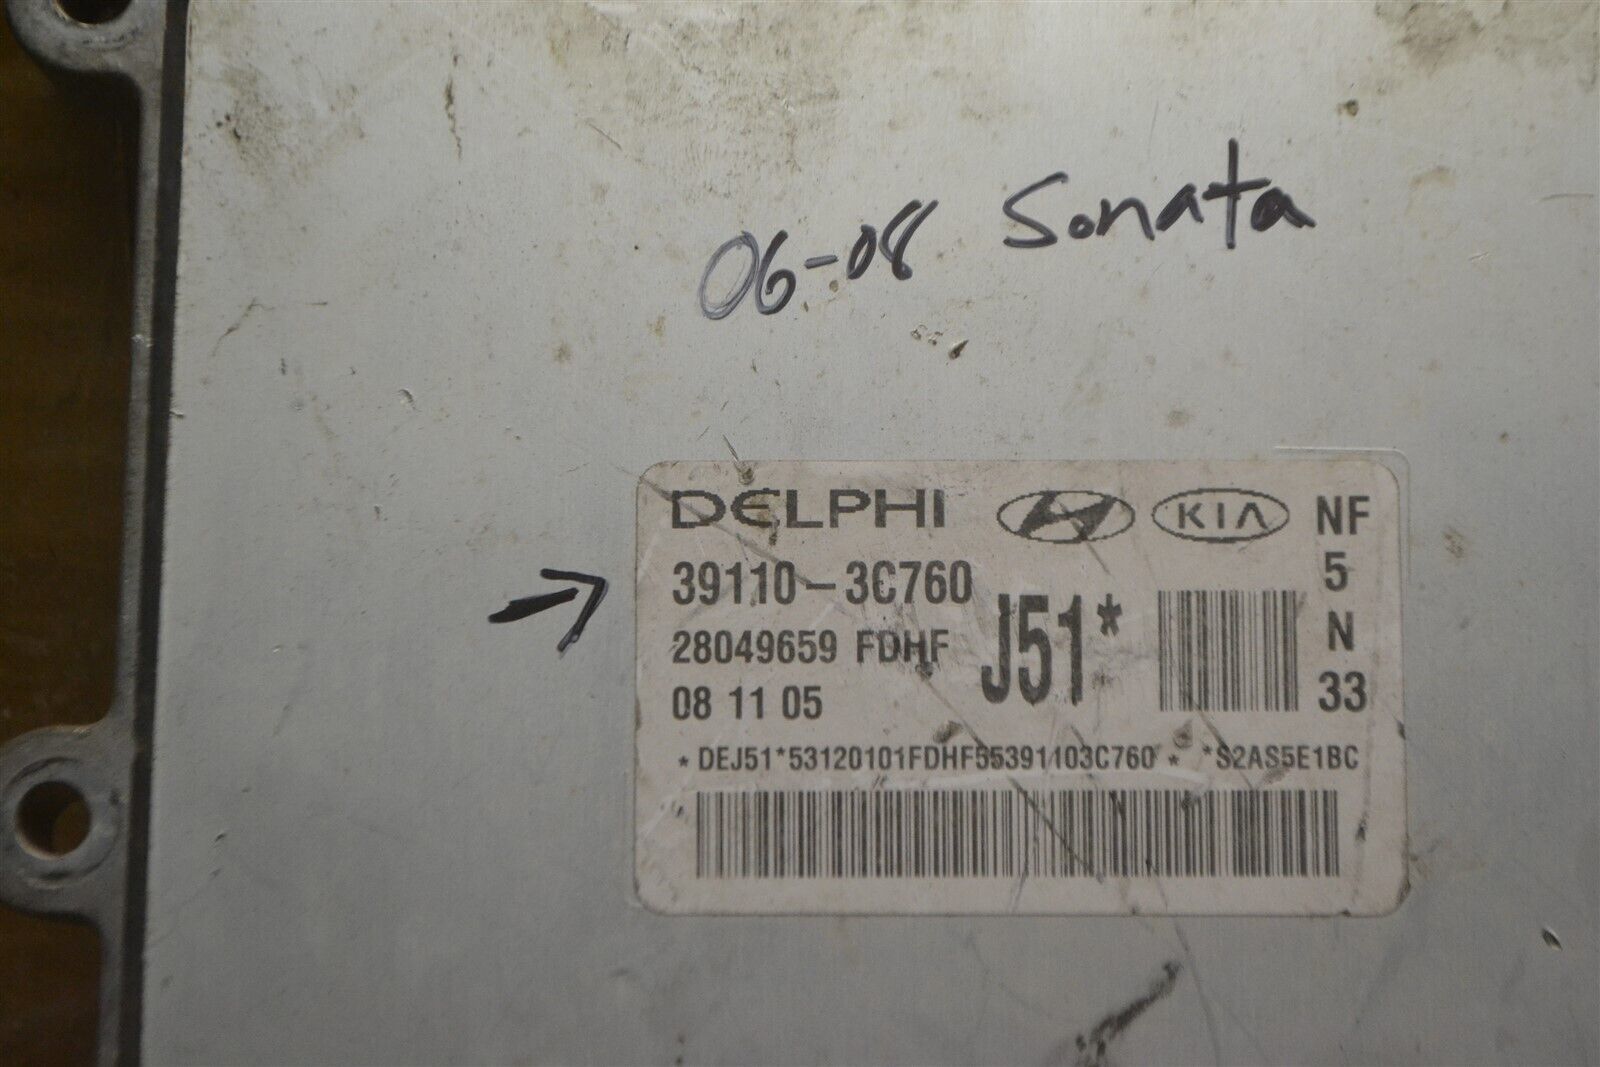 06-08 Sonata
DELPHI KIA NF
39110-3C760 5
28049659 FDHF J51* N
08 11 05 33
*DEJ51*53120101FDHF55391103C760* *S2AS5E1BC